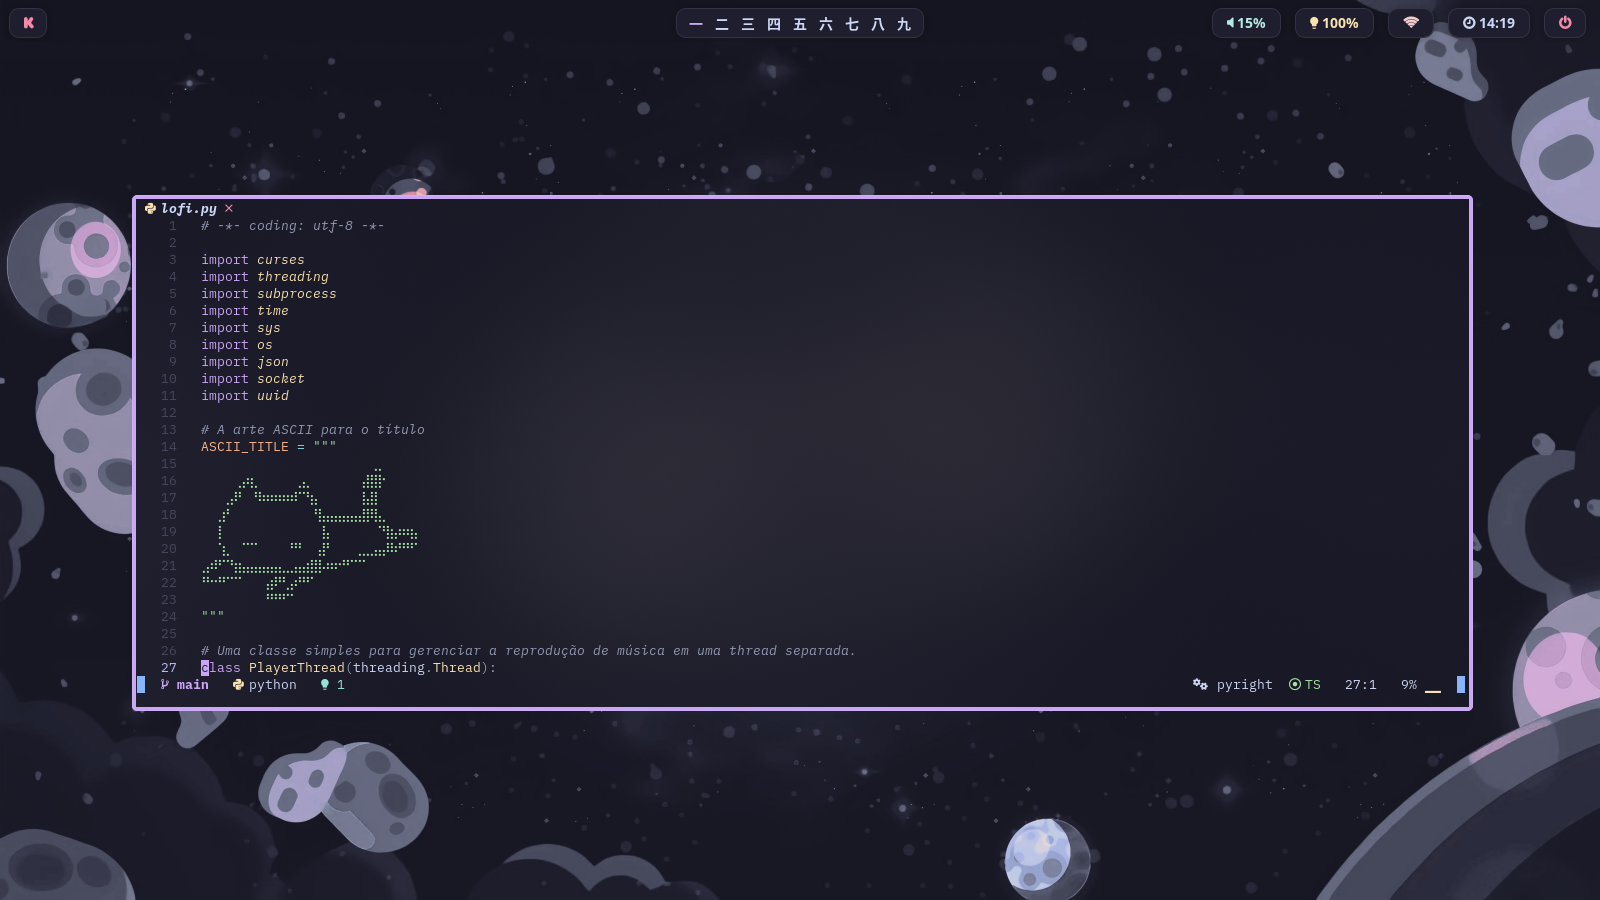 K
一 二 三 四 五 六 七 八 九
15%
100%
14:19
lofi.py ×
1 # -*- coding: utf-8 -*-
2
3 import curses
4 import threading
5 import subprocess
6 import time
7 import sys
8 import os
9 import json
10 import socket
11 import uuid
12
13 # A arte ASCII para o título
14 ASCII_TITLE = """
15
16
17
18
19
20
21
22
23
24 """
25
26 # Uma classe simples para gerenciar a reprodução de música em uma thread separada.
27 class PlayerThread(threading.Thread):
main python 1 pyright TS 27:1 9%